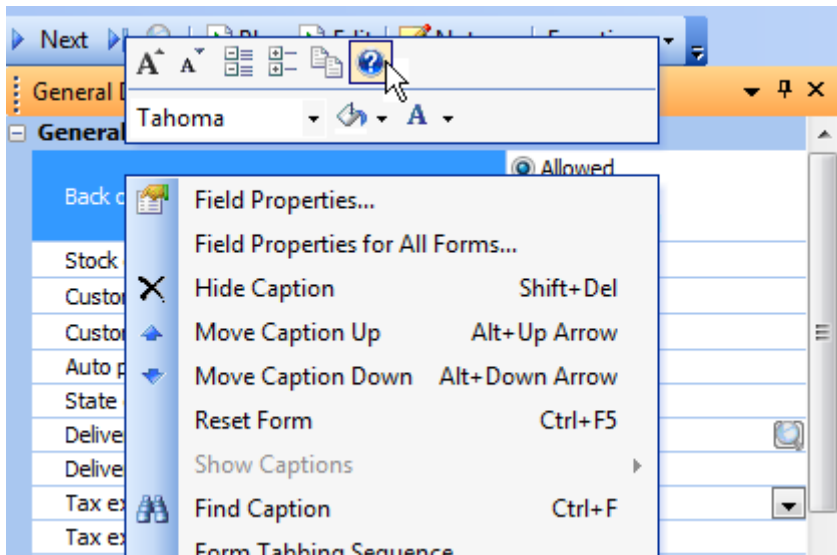 Next
General
Tahoma
A
General
Allowed
Back
Field Properties...
Field Properties for All Forms...
Stock
Hide Caption Shift+Del
Move Caption Up Alt+Up Arrow
Auto
Move Caption Down Alt+Down Arrow
State
Reset Form Ctrl+F5
Show Captions
Tax
Find Caption Ctrl+F
Tax
Form Tabbing Sequence